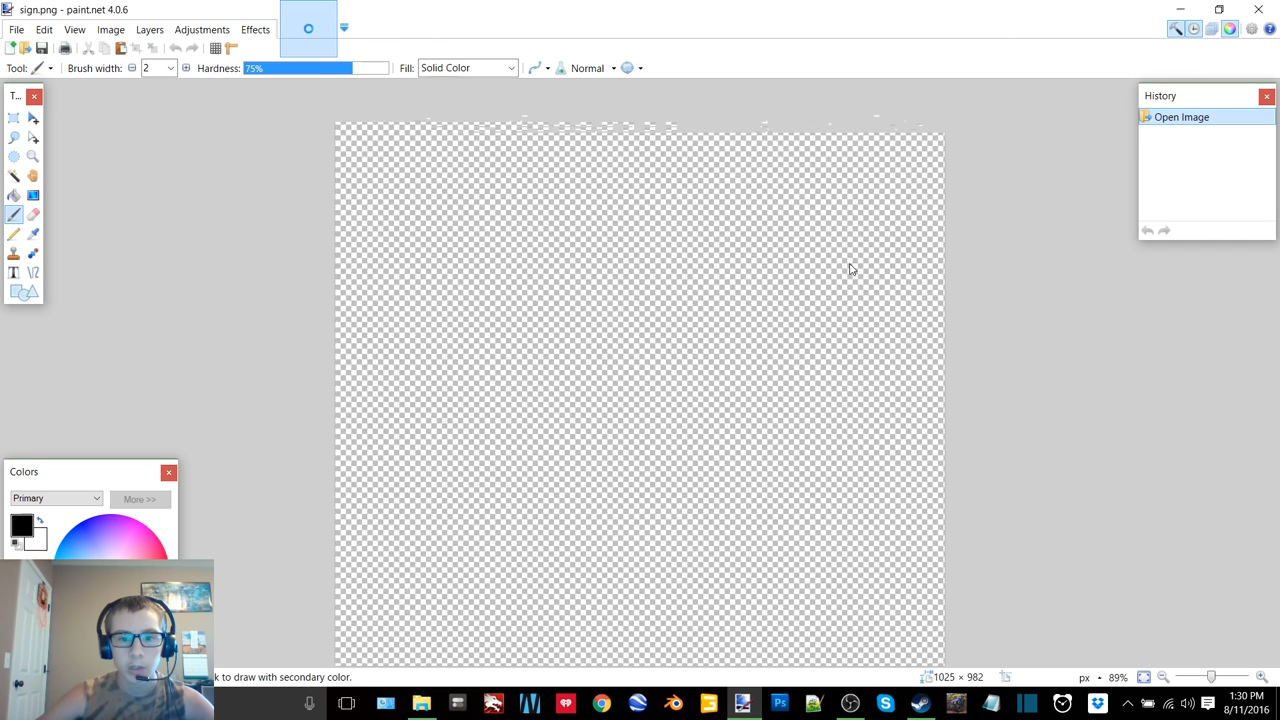 sign.png - paint.net 4.0.6
File Edit View Image Layers Adjustments Effects
Tool: Brush width: 2 Hardness: 75% Fill: Solid Color Normal
T...
History
Open Image
Colors
Primary More >>
k to draw with secondary color.
1025 × 982 px 89%
1:30 PM
8/11/2016